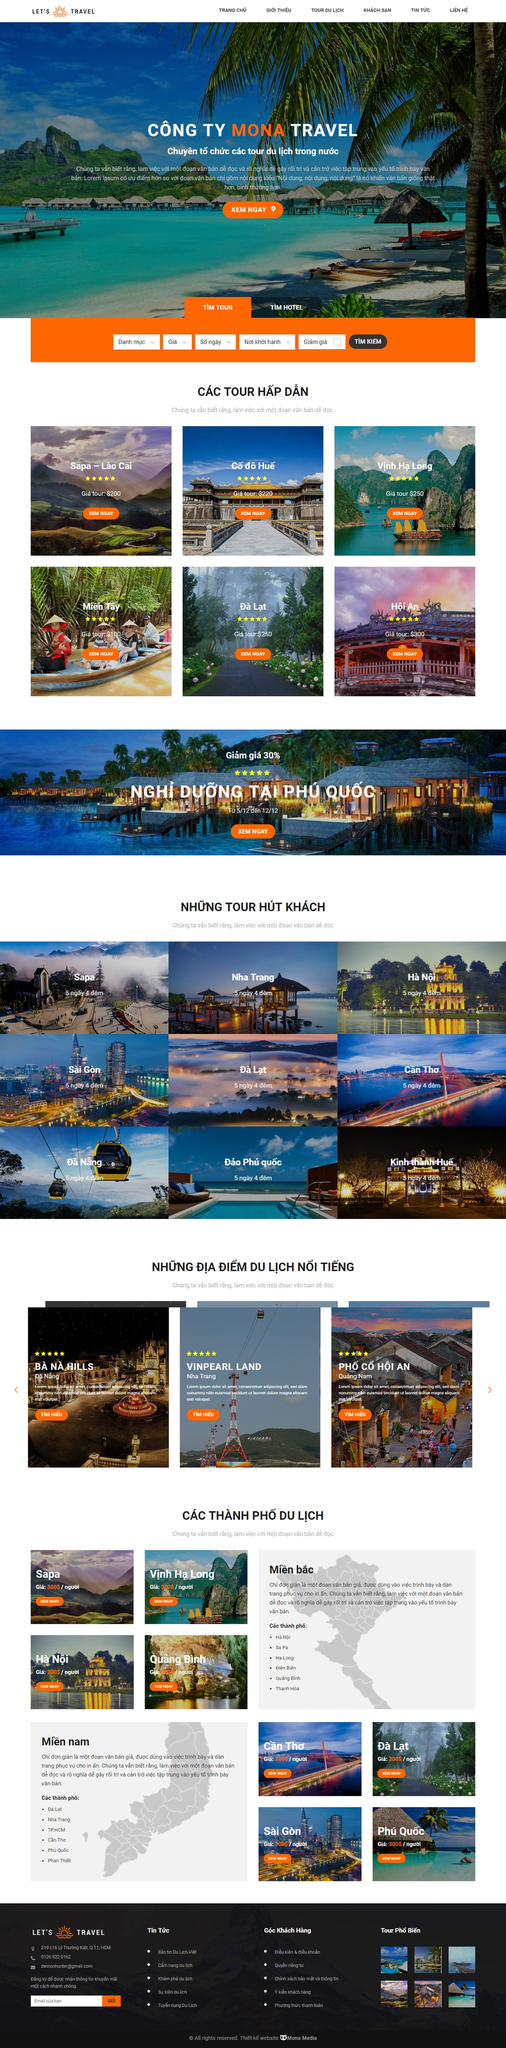 LET'S TRAVEL
TRANG CHỦ GIỚI THIỆU TOUR DU LỊCH KHÁCH SẠN TIN TỨC LIÊN HỆ
CÔNG TY MONA TRAVEL
Chuyên tổ chức các tour du lịch trong nước
Chúng ta vẫn biết rằng, làm việc với một đoạn văn bản dễ đọc và rõ nghĩa dễ gây rối trí và cản trở việc tập trung vào yếu tố trình bày văn
bản. Lorem Ipsum có ưu điểm hơn so với đoạn văn bản chỉ gồm nội dung kiểu "Nội dung, nội dung, nội dung" là nó khiến văn bản giống thật
hơn, bình thường hơn.
XEM NGAY
TÌM TOUR TÌM HOTEL
Danh mục Giá Số ngày Nơi khởi hành Giảm giá TÌM KIẾM
CÁC TOUR HẤP DẪN
Chúng ta vẫn biết rằng, làm việc với một đoạn văn bản dễ đọc
Sapa – Lào Cai
Giá tour: $200
XEM NGAY
Cố đô Huế
Giá tour: $220
XEM NGAY
Vịnh Hạ Long
Giá tour $250
XEM NGAY
Miền Tây
Giá tour: $100
XEM NGAY
Đà Lạt
Giá tour: $250
XEM NGAY
Hội An
Giá tour: $300
XEM NGAY
Giảm giá 30%
NGHỈ DƯỠNG TẠI PHÚ QUỐC
Từ 5/12 đến 12/12
XEM NGAY
NHỮNG TOUR HÚT KHÁCH
Chúng ta vẫn biết rằng, làm việc với một đoạn văn bản dễ đọc
Sapa
5 ngày 4 đêm
Nha Trang
5 ngày 4 đêm
Hà Nội
5 ngày 4 đêm
Sài Gòn
5 ngày 4 đêm
Đà Lạt
5 ngày 4 đêm
Cần Thơ
5 ngày 4 đêm
Đà Nẵng
5 ngày 4 đêm
Đảo Phú quốc
5 ngày 4 đêm
Kinh thành Huế
5 ngày 4 đêm
NHỮNG ĐỊA ĐIỂM DU LỊCH NỔI TIẾNG
Chúng ta vẫn biết rằng, làm việc với một đoạn văn bản dễ đọc
BÀ NÀ HILLS
Đà Nẵng
Lorem ipsum dolor sit amet, consectetuer adipiscing elit, sed diam
nonummy nibh euismod tincidunt ut laoreet dolore magna aliquam
erat volutpat.
TÌM HIỂU
VINPEARL LAND
Nha Trang
Lorem ipsum dolor sit amet, consectetuer adipiscing elit, sed diam
nonummy nibh euismod tincidunt ut laoreet dolore magna aliquam
erat volutpat.
TÌM HIỂU
PHỐ CỔ HỘI AN
Quảng Nam
Lorem ipsum dolor sit amet, consectetuer adipiscing elit, sed diam
nonummy nibh euismod tincidunt ut laoreet dolore magna aliquam
erat volutpat.
TÌM HIỂU
CÁC THÀNH PHỐ DU LỊCH
Chúng ta vẫn biết rằng, làm việc với một đoạn văn bản dễ đọc
Sapa
Giá: 300$ / người
XEM NGAY
Vịnh Hạ Long
Giá: 300$ / người
XEM NGAY
Hà Nội
Giá: / người
XEM NGAY
Quảng Bình
Giá: / người
XEM NGAY
Miền bắc
Chỉ đơn giản là một đoạn văn bản giả, được dùng vào việc trình bày và dàn
trang phục vụ cho in ấn. Chúng ta vẫn biết rằng, làm việc với một đoạn văn bản
dễ đọc và rõ nghĩa dễ gây rối trí và cản trở việc tập trung vào yếu tố trình bày
văn bản.
Các thành phố:
Hà Nội
Sa Pa
Hạ Long
Điện Biên
Quảng Bình
Thanh Hóa
Miền nam
Chỉ đơn giản là một đoạn văn bản giả, được dùng vào việc trình bày và dàn
trang phục vụ cho in ấn. Chúng ta vẫn biết rằng, làm việc với một đoạn văn bản
dễ đọc và rõ nghĩa dễ gây rối trí và cản trở việc tập trung vào yếu tố trình bày
văn bản.
Các thành phố:
Đà Lạt
Nha Trang
TP.HCM
Cần Thơ
Phú Quốc
Phan Thiết
Cần Thơ
Giá: / người
XEM NGAY
Đà Lạt
Giá: 300$ / người
XEM NGAY
Sài Gòn
Giá: 300$ / người
XEM NGAY
Phú Quốc
Giá: 300$ / người
XEM NGAY
LET'S TRAVEL
319 c16 Lý Thường Kiệt, Q.11, HCM
0126 922 0162
demonhunter@gmail.com
Đăng ký để được nhận thông tin khuyến mãi
một cách nhanh chóng.
Email của bạn GỬI
Tin Tức
Bản tin Du Lịch Việt
Cẩm nang du lịch
Khám phá du lịch
Sự kiện du lịch
Tuyển dụng Du Lịch
Góc Khách Hàng
Điều kiện & điều khoản
Quyền riêng tư
Chính sách bảo mật và thông tin
Ý kiến khách hàng
Phương thức thanh toán
Tour Phổ Biến
© All rights reserved. Thiết kế website Mona Media